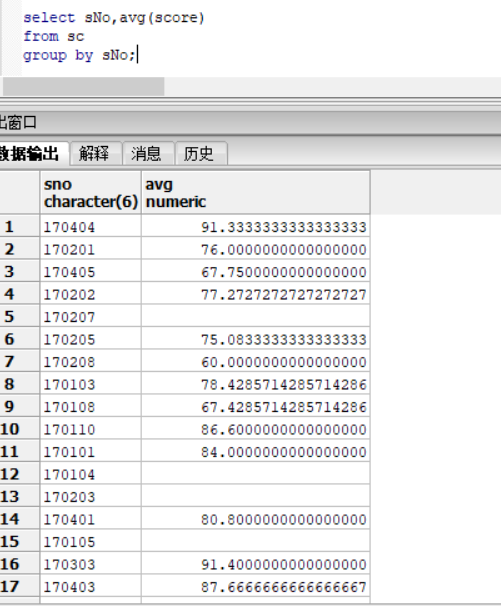 select sNo,avg(score)
from sc
group by sNo;
出窗口
数据输出 解释 消息 历史
sno avg
character(6) numeric
1 170404 91.3333333333333333
2 170201 76.0000000000000000
3 170405 67.7500000000000000
4 170202 77.2727272727272727
5 170207
6 170205 75.0833333333333333
7 170208 60.0000000000000000
8 170103 78.4285714285714286
9 170108 67.4285714285714286
10 170110 86.6000000000000000
11 170101 84.0000000000000000
12 170104
13 170203
14 170401 80.8000000000000000
15 170105
16 170303 91.4000000000000000
17 170403 87.6666666666666667